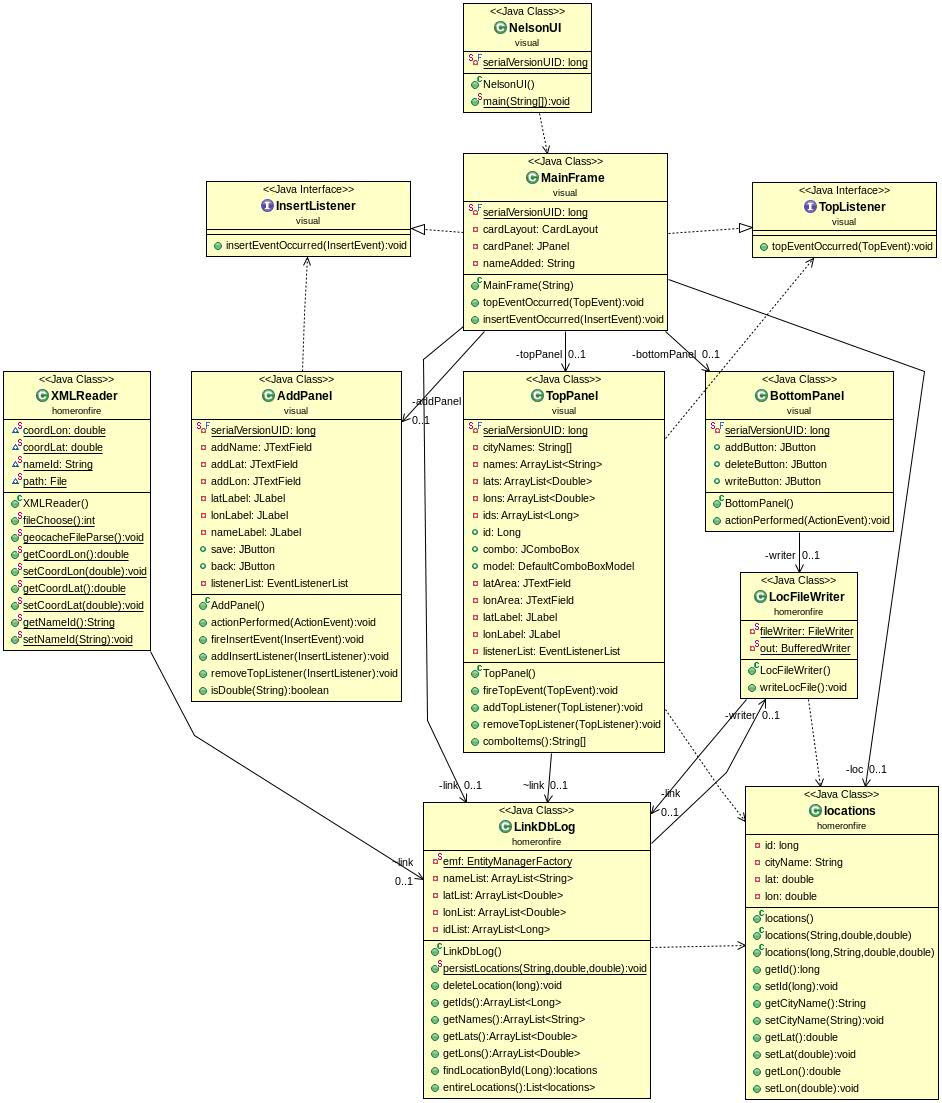 <<Java Class>>
NelsonUI
visual
serialVersionUID: long
NelsonUI()
main(String[]):void
<<Java Class>>
MainFrame
visual
serialVersionUID: long
cardLayout: CardLayout
cardPanel: JPanel
nameAdded: String
MainFrame(String)
topEventOccurred(TopEvent):void
insertEventOccurred(InsertEvent):void
<<Java Interface>>
InsertListener
visual
insertEventOccurred(InsertEvent):void
<<Java Interface>>
TopListener
visual
topEventOccurred(TopEvent):void
-topPanel 0..1
-bottomPanel 0..1
-addPanel
0..1
<<Java Class>>
XMLReader
homeronfire
coordLon: double
coordLat: double
nameId: String
path: File
XMLReader()
fileChoose():int
geocacheFileParse():void
getCoordLon():double
setCoordLon(double):void
getCoordLat():double
setCoordLat(double):void
getNameId():String
setNameId(String):void
<<Java Class>>
AddPanel
visual
serialVersionUID: long
addName: JTextField
addLat: JTextField
addLon: JTextField
latLabel: JLabel
lonLabel: JLabel
nameLabel: JLabel
save: JButton
back: JButton
listenerList: EventListenerList
AddPanel()
actionPerformed(ActionEvent):void
fireInsertEvent(InsertEvent):void
addInsertListener(InsertListener):void
removeTopListener(InsertListener):void
isDouble(String):boolean
<<Java Class>>
TopPanel
visual
serialVersionUID: long
cityNames: String[]
names: ArrayList<String>
lats: ArrayList<Double>
lons: ArrayList<Double>
ids: ArrayList<Long>
id: Long
combo: JComboBox
model: DefaultComboBoxModel
latArea: JTextField
lonArea: JTextField
latLabel: JLabel
lonLabel: JLabel
listenerList: EventListenerList
TopPanel()
fireTopEvent(TopEvent):void
addTopListener(TopListener):void
removeTopListener(TopListener):void
comboItems():String[]
<<Java Class>>
BottomPanel
visual
serialVersionUID: long
addButton: JButton
deleteButton: JButton
writeButton: JButton
BottomPanel()
actionPerformed(ActionEvent):void
-writer 0..1
<<Java Class>>
LocFileWriter
homeronfire
fileWriter: FileWriter
out: BufferedWriter
LocFileWriter()
writeLocFile():void
-writer 0..1
-loc 0..1
-link 0..1
~link 0..1
-link
0..1
-link
0..1
<<Java Class>>
LinkDbLog
homeronfire
emf: EntityManagerFactory
nameList: ArrayList<String>
latList: ArrayList<Double>
lonList: ArrayList<Double>
idList: ArrayList<Long>
LinkDbLog()
persistLocations(String,double,double):void
deleteLocation(long):void
getIds():ArrayList<Long>
getNames():ArrayList<String>
getLats():ArrayList<Double>
getLons():ArrayList<Double>
findLocationById(Long):locations
entireLocations():List<locations>
<<Java Class>>
locations
homeronfire
id: long
cityName: String
lat: double
lon: double
locations()
locations(String,double,double)
locations(long,String,double,double)
getId():long
setId(long):void
getCityName():String
setCityName(String):void
getLat():double
setLat(double):void
getLon():double
setLon(double):void